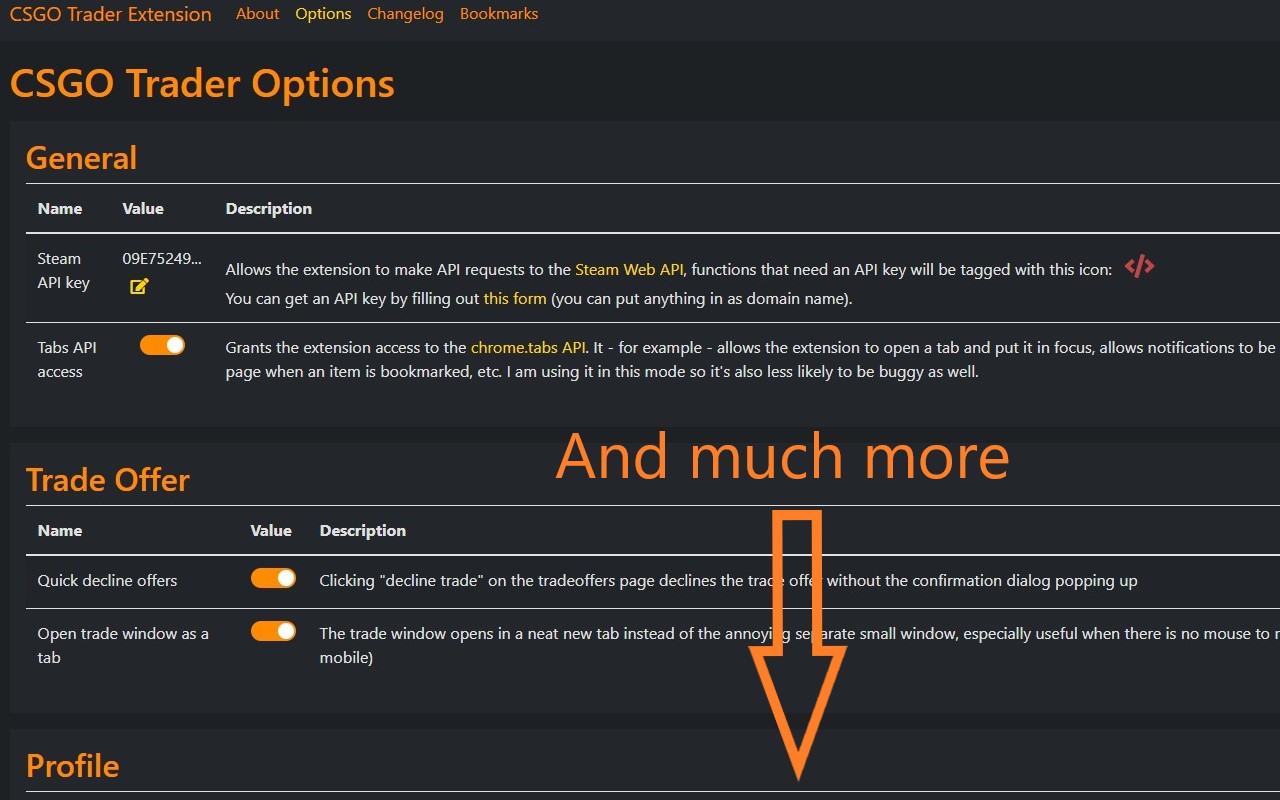 CSGO Trader Extension About Options Changelog Bookmarks
CSGO Trader Options
General
Name Value Description
Steam API key 09E75249... Allows the extension to make API requests to the Steam Web API, functions that need an API key will be tagged with this icon: </>
You can get an API key by filling out this form (you can put anything in as domain name).
Tabs API access Grants the extension access to the chrome.tabs API. It - for example - allows the extension to open a tab and put it in focus, allows notifications to be
page when an item is bookmarked, etc. I am using it in this mode so it's also less likely to be buggy as well.
And much more
Trade Offer
Name Value Description
Quick decline offers Clicking "decline trade" on the tradeoffers page declines the trade offer without the confirmation dialog popping up
Open trade window as a tab The trade window opens in a neat new tab instead of the annoying separate small window, especially useful when there is no mouse to
mobile)
Profile